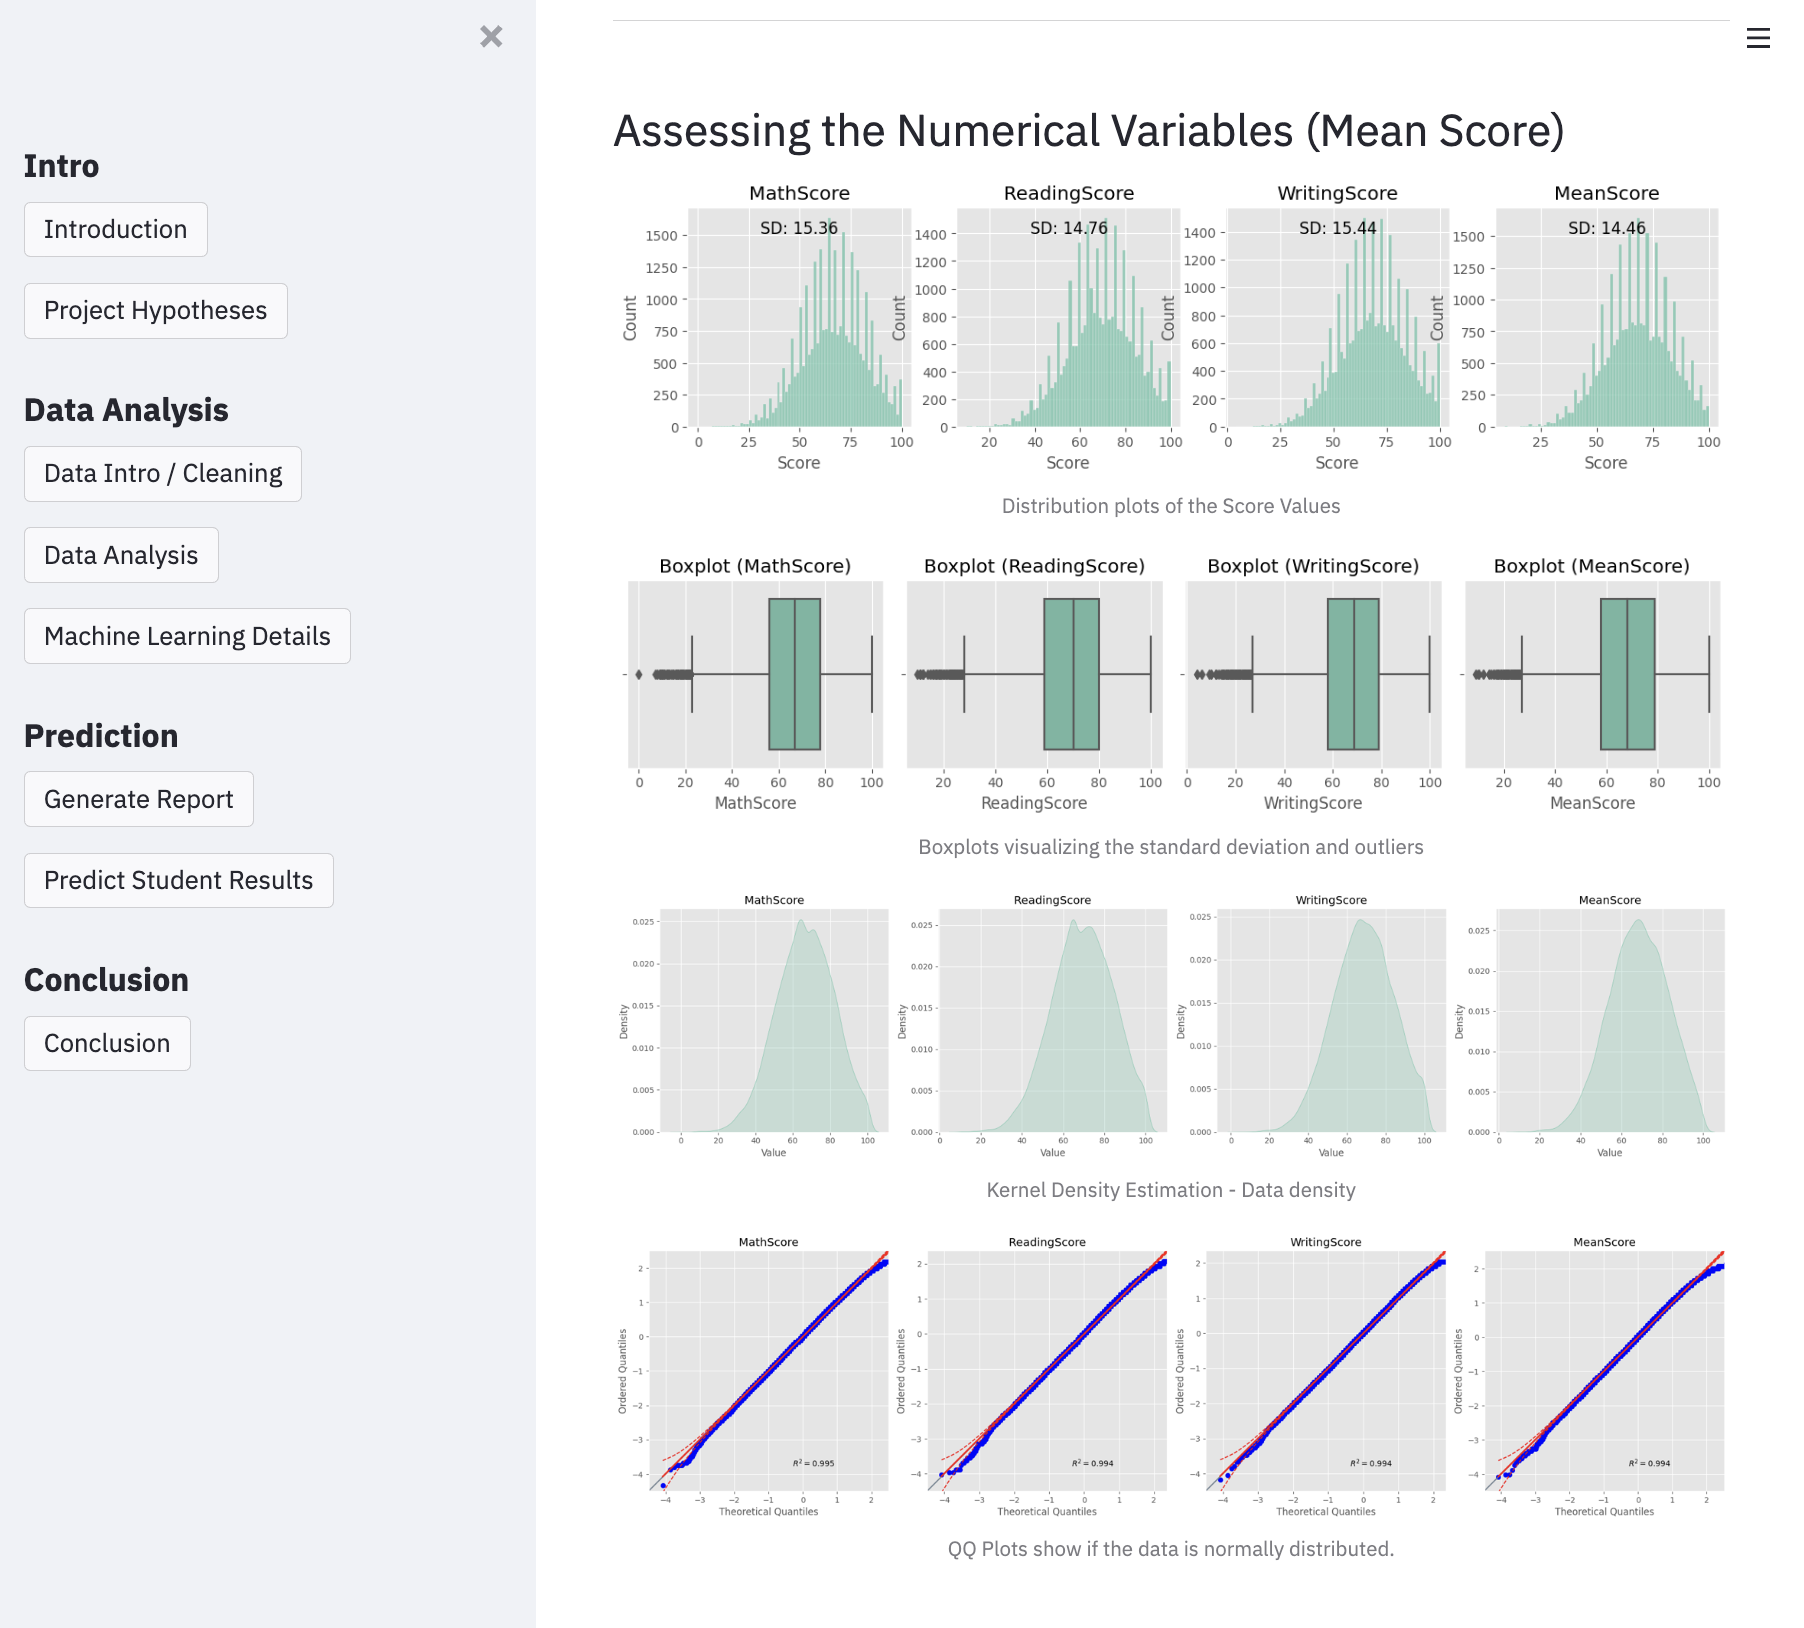 Intro
Introduction
Project Hypotheses
Data Analysis
Data Intro / Cleaning
Data Analysis
Machine Learning Details
Prediction
Generate Report
Predict Student Results
Conclusion
Conclusion
Assessing the Numerical Variables (Mean Score)
MathScore ReadingScore WritingScore MeanScore
SD: 15.36 SD: 14.76 SD: 15.44 SD: 14.46
Count Count Count Count
1500 1250 1000 750 500 250 0
1400 1200 1000 800 600 400 200 0
1400 1200 1000 800 600 400 200 0
1500 1250 1000 750 500 250 0
0 25 50 75 100 20 40 60 80 100 0 25 50 75 100 25 50 75 100
Score Score Score Score
Distribution plots of the Score Values
Boxplot (MathScore) Boxplot (ReadingScore) Boxplot (WritingScore) Boxplot (MeanScore)
0 20 40 60 80 100 20 40 60 80 100 0 20 40 60 80 100 20 40 60 80 100
MathScore ReadingScore WritingScore MeanScore
Boxplots visualizing the standard deviation and outliers
MathScore ReadingScore WritingScore MeanScore
Density Density Density Density
0.025 0.020 0.015 0.010 0.005 0.000
0.025 0.020 0.015 0.010 0.005 0.000
0.025 0.020 0.015 0.010 0.005 0.000
0.025 0.020 0.015 0.010 0.005 0.000
0 20 40 60 80 100 0 20 40 60 80 100 0 20 40 60 80 100 0 20 40 60 80 100
Value Value Value Value
Kernel Density Estimation - Data density
MathScore ReadingScore WritingScore MeanScore
Ordered Quantiles Ordered Quantiles Ordered Quantiles Ordered Quantiles
2 1 0 −1 −2 −3 −4
2 1 0 −1 −2 −3 −4
2 1 0 −1 −2 −3 −4
2 1 0 −1 −2 −3 −4
R² = 0.995 R² = 0.994 R² = 0.994 R² = 0.994
−4 −3 −2 −1 0 1 2 −4 −3 −2 −1 0 1 2 −4 −3 −2 −1 0 1 2 −4 −3 −2 −1 0 1 2
Theoretical Quantiles Theoretical Quantiles Theoretical Quantiles Theoretical Quantiles
QQ Plots show if the data is normally distributed.